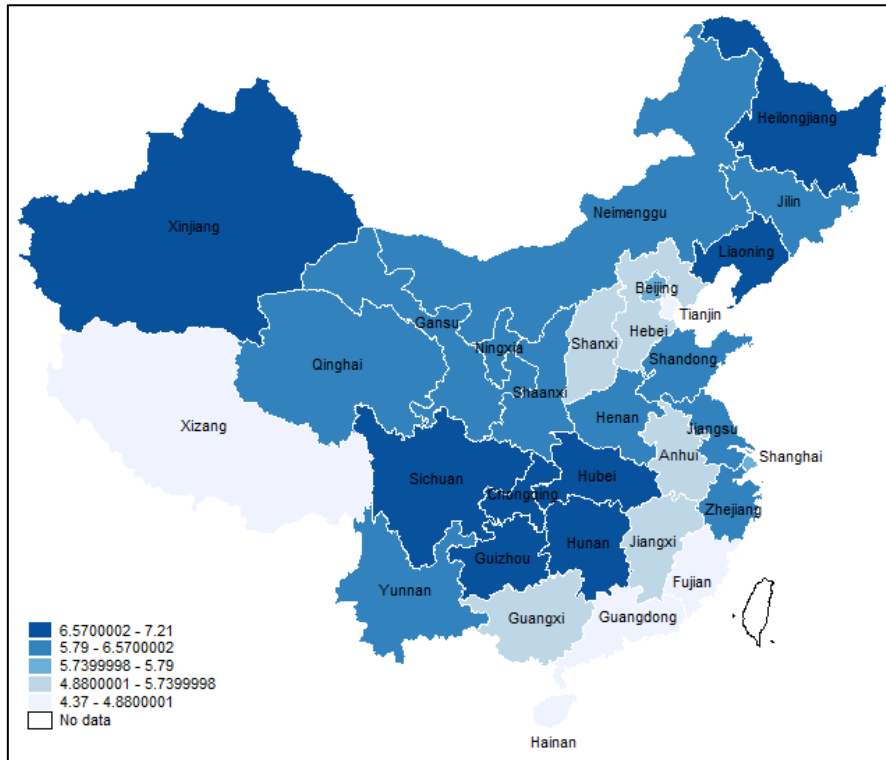 Heilongjiang
Jilin
Xinjiang
Neimenggu
Liaoning
Beijing
Tianjin
Gansu
Hebei
Ningxia
Shanxi
Shandong
Qinghai
Shaanxi
Henan
Jiangsu
Xizang
Anhui
Shanghai
Sichuan
Hubei
Chongqing
Zhejiang
Jiangxi
Hunan
Guizhou
Fujian
Yunnan
Guangxi
Guangdong
6.5700002 - 7.21
5.79 - 6.5700002
5.7399998 - 5.79
4.8800001 - 5.7399998
4.37 - 4.8800001
No data
Hainan